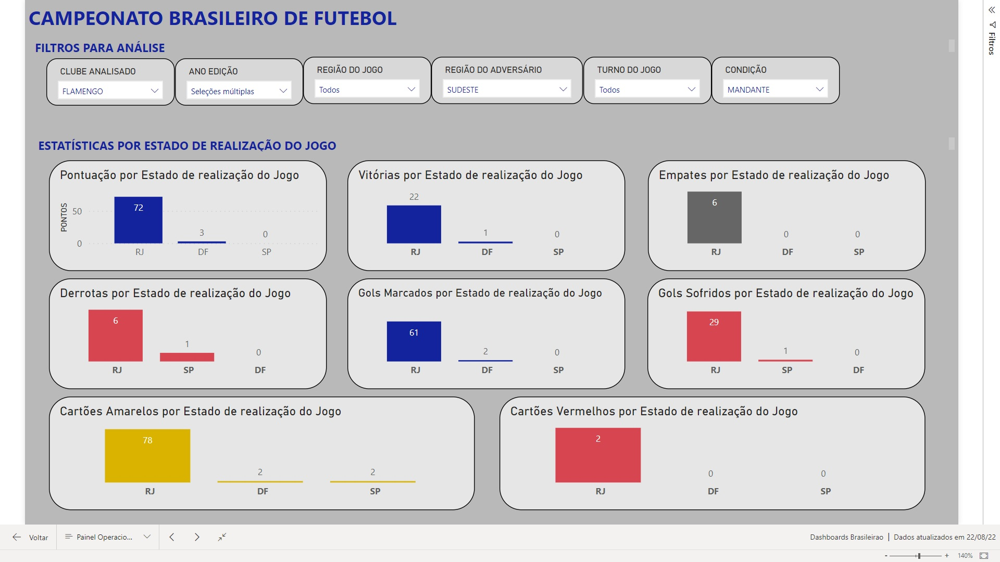 CAMPEONATO BRASILEIRO DE FUTEBOL
Filtros
FILTROS PARA ANÁLISE
CLUBE ANALISADO
FLAMENGO
ANO EDIÇÃO
Seleções múltiplas
REGIÃO DO JOGO
Todos
REGIÃO DO ADVERSÁRIO
SUDESTE
TURNO DO JOGO
Todos
CONDIÇÃO
MANDANTE
ESTATÍSTICAS POR ESTADO DE REALIZAÇÃO DO JOGO
Pontuação por Estado de realização do Jogo
PONTOS
50
0
72
3
0
RJ DF SP
Vitórias por Estado de realização do Jogo
22
1
0
RJ DF SP
Empates por Estado de realização do Jogo
6
0
0
RJ DF SP
Derrotas por Estado de realização do Jogo
6
1
0
RJ SP DF
Gols Marcados por Estado de realização do Jogo
61
2
0
RJ DF SP
Gols Sofridos por Estado de realização do Jogo
29
1
0
RJ SP DF
Cartões Amarelos por Estado de realização do Jogo
78
2
2
RJ DF SP
Cartões Vermelhos por Estado de realização do Jogo
2
0
0
RJ DF SP
Voltar
Painel Operacio...
Dashboards Brasileirao | Dados atualizados em 22/08/22
- + 140%